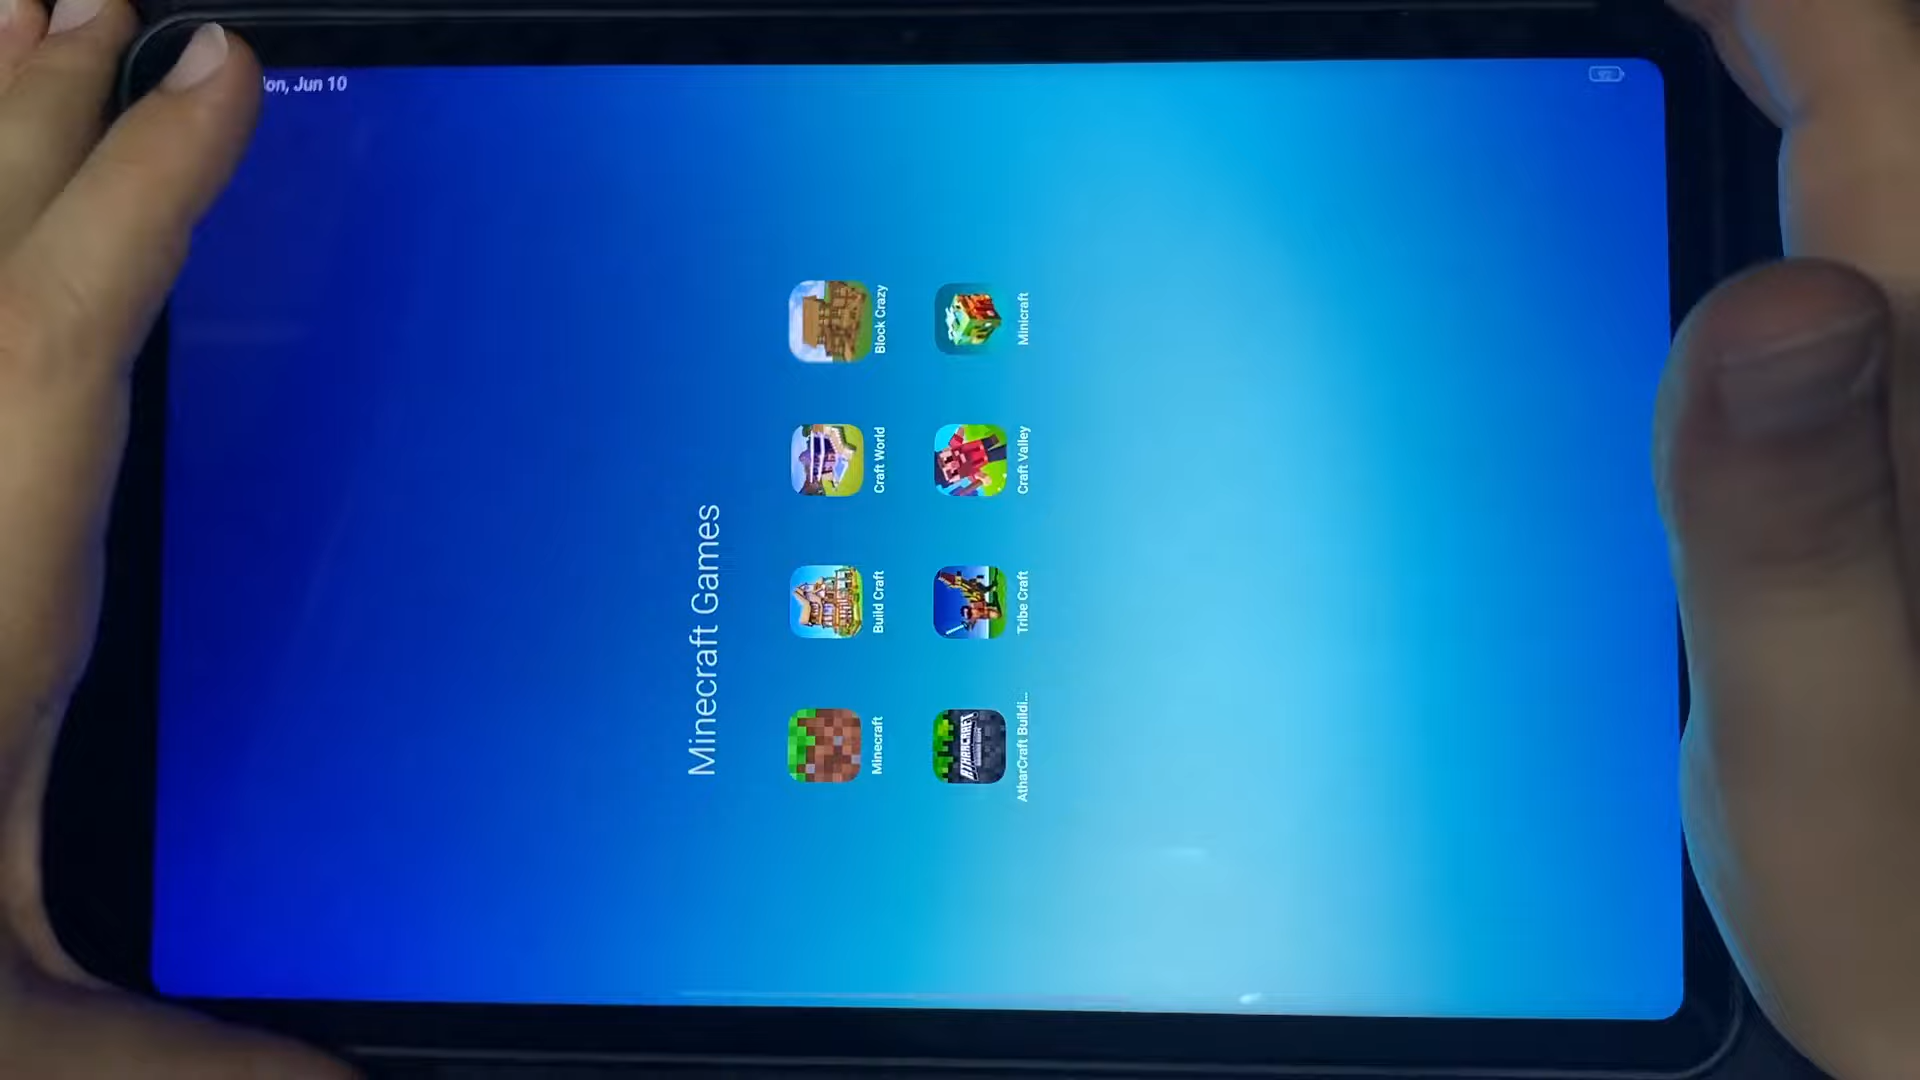 on, Jun 10
Minecraft Games
Minecraft
Build Craft
Craft World
Block Crazy
AtharCraft Buildi...
Tribe Craft
Craft Valley
Minicraft
ATHARCRAFT